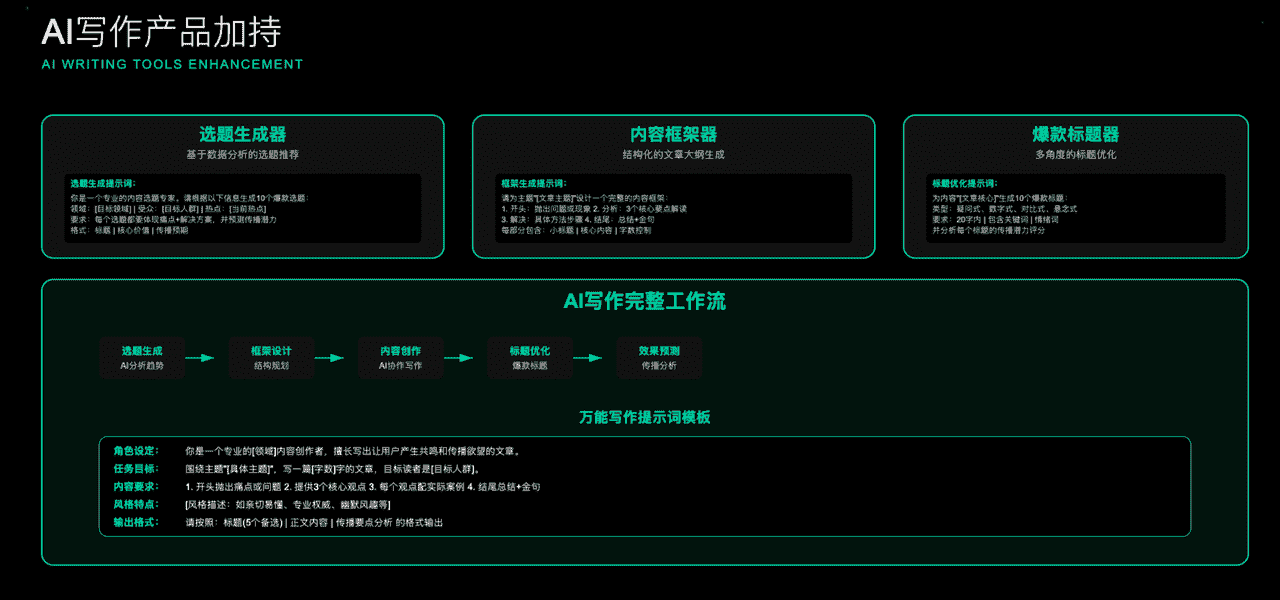 AI写作产品加持
AI WRITING TOOLS ENHANCEMENT
选题生成器
基于数据分析的选题推荐
选题生成提示词：
你是一个专业的内容选题专家。请根据以下信息生成10个爆款选题：
领域：[目标领域] | 受众：[目标人群] | 热点：[当前热点]
要求：每个选题都要体现痛点+解决方案，并预测传播潜力
格式：标题 | 核心价值 | 传播预期
内容框架器
结构化的文章大纲生成
框架生成提示词：
请为主题"[文章主题]"设计一个完整的内容框架：
1. 开头：抛出问题或现象 2. 分析：3个核心要点解读
3. 解决：具体方法步骤 4. 结尾：总结+金句
每部分包含：小标题 | 核心内容 | 字数控制
爆款标题器
多角度的标题优化
标题优化提示词：
为内容"[文章核心]"生成10个爆款标题：
类型：疑问式、数字式、对比式、悬念式
要求：20字内 | 包含关键词 | 情绪词
并分析每个标题的传播潜力评分
AI写作完整工作流
选题生成
AI分析趋势
框架设计
结构规划
内容创作
AI协作写作
标题优化
爆款标题
效果预测
传播分析
万能写作提示词模板
角色设定： 你是一个专业的[领域]内容创作者，擅长写出让用户产生共鸣和传播欲望的文章。
任务目标： 围绕主题"[具体主题]"，写一篇[字数]字的文章，目标读者是[目标人群]。
内容要求： 1. 开头抛出痛点或问题 2. 提供3个核心观点 3. 每个观点配实际案例 4. 结尾总结+金句
风格特点： [风格描述：如亲切易懂、专业权威、幽默风趣等]
输出格式： 请按照：标题(5个备选) | 正文内容 | 传播要点分析 的格式输出